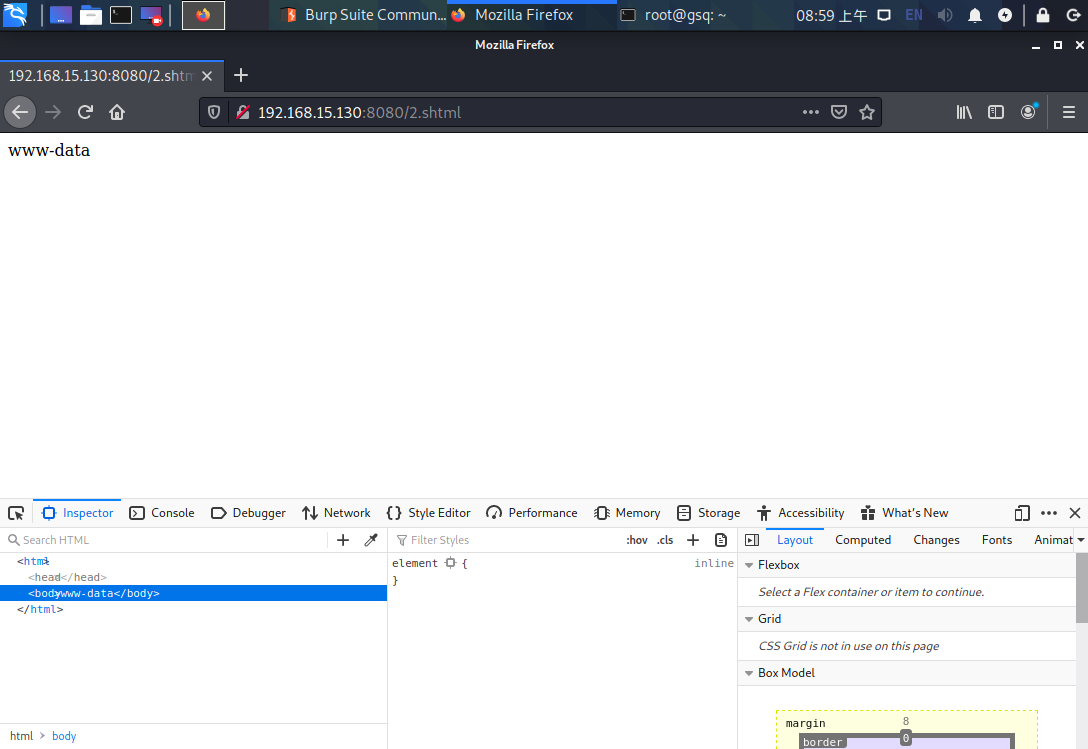 Burp Suite Commun... Mozilla Firefox root@gsq: ~ 08:59 上午 EN
Mozilla Firefox
192.168.15.130:8080/2.shtm
192.168.15.130:8080/2.shtml
www-data
Inspector Console Debugger Network Style Editor Performance Memory Storage Accessibility What's New
Search HTML Filter Styles :hov .cls Layout Computed Changes Fonts Animat
<html>
<head></head>
<body>www-data</body>
</html>
element { inline
}
Flexbox
Select a Flex container or item to continue.
Grid
CSS Grid is not in use on this page
Box Model
margin 8
border 0
html > body